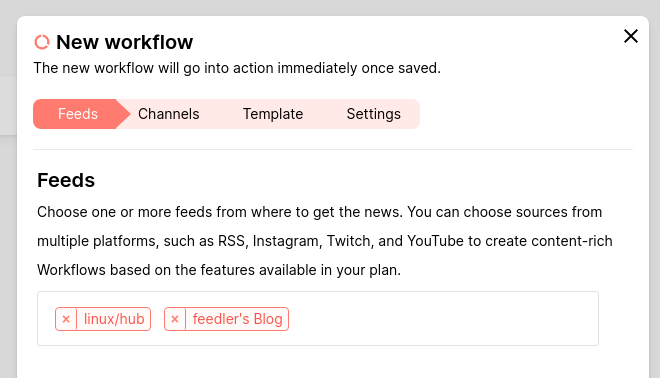 New workflow
The new workflow will go into action immediately once saved.
Feeds Channels Template Settings
Feeds
Choose one or more feeds from where to get the news. You can choose sources from
multiple platforms, such as RSS, Instagram, Twitch, and YouTube to create content-rich
Workflows based on the features available in your plan.
× linux/hub × feedler's Blog